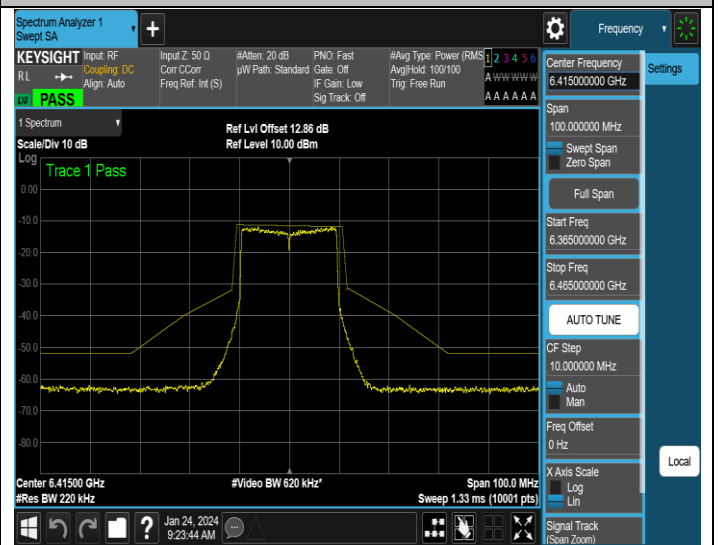 Spectrum Analyzer 1
Swept SA
+
Frequency
KEYSIGHT
RL
LXI PASS
Input: RF
Coupling: DC
Align: Auto
Input Z: 50 Ω
Corr CCorr
Freq Ref: Int (S)
#Atten: 20 dB
µW Path: Standard
PNO: Fast
Gate: Off
IF Gain: Low
Sig Track: Off
#Avg Type: Power (RMS
Avg|Hold: 100/100
Trig: Free Run
1 2 3 4 5 6
A W W W W W
A A A A A A
1 Spectrum
Scale/Div 10 dB
Ref Lvl Offset 12.86 dB
Ref Level 10.00 dBm
Log
Trace 1 Pass
0.00
-10.0
-20.0
-30.0
-40.0
-50.0
-60.0
-70.0
-80.0
Center 6.41500 GHz
#Video BW 620 kHz*
Span 100.0 MHz
#Res BW 220 kHz
Sweep 1.33 ms (10001 pts)
Jan 24, 2024
9:23:44 AM
?
Center Frequency
6.415000000 GHz
Settings
Span
100.000000 MHz
Swept Span
Zero Span
Full Span
Start Freq
6.365000000 GHz
Stop Freq
6.465000000 GHz
AUTO TUNE
CF Step
10.000000 MHz
Auto
Man
Freq Offset
0 Hz
X Axis Scale
Log
Lin
Local
Signal Track
(Span Zoom)